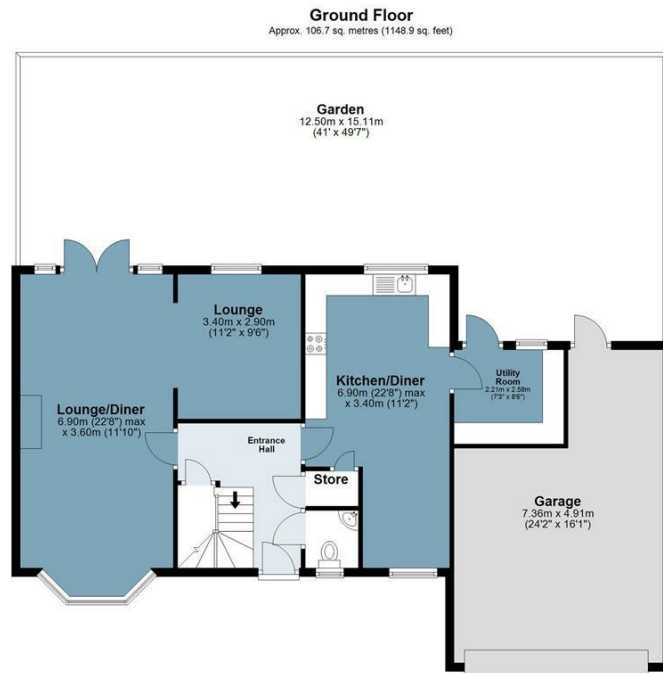 Ground Floor
Approx. 106.7 sq. metres (1148.9 sq. feet)
Garden
12.50m x 15.11m
(41' x 49'7")
Lounge
3.40m x 2.90m
(11'2" x 9'6")
Kitchen/Diner
6.90m (22'8") max
x 3.40m (11'2")
Utility
Room
2.21m x 2.58m
(7'3" x 8'6")
Lounge/Diner
6.90m (22'8") max
x 3.60m (11'10")
Entrance
Hall
Store
Garage
7.36m x 4.91m
(24'2" x 16'1")